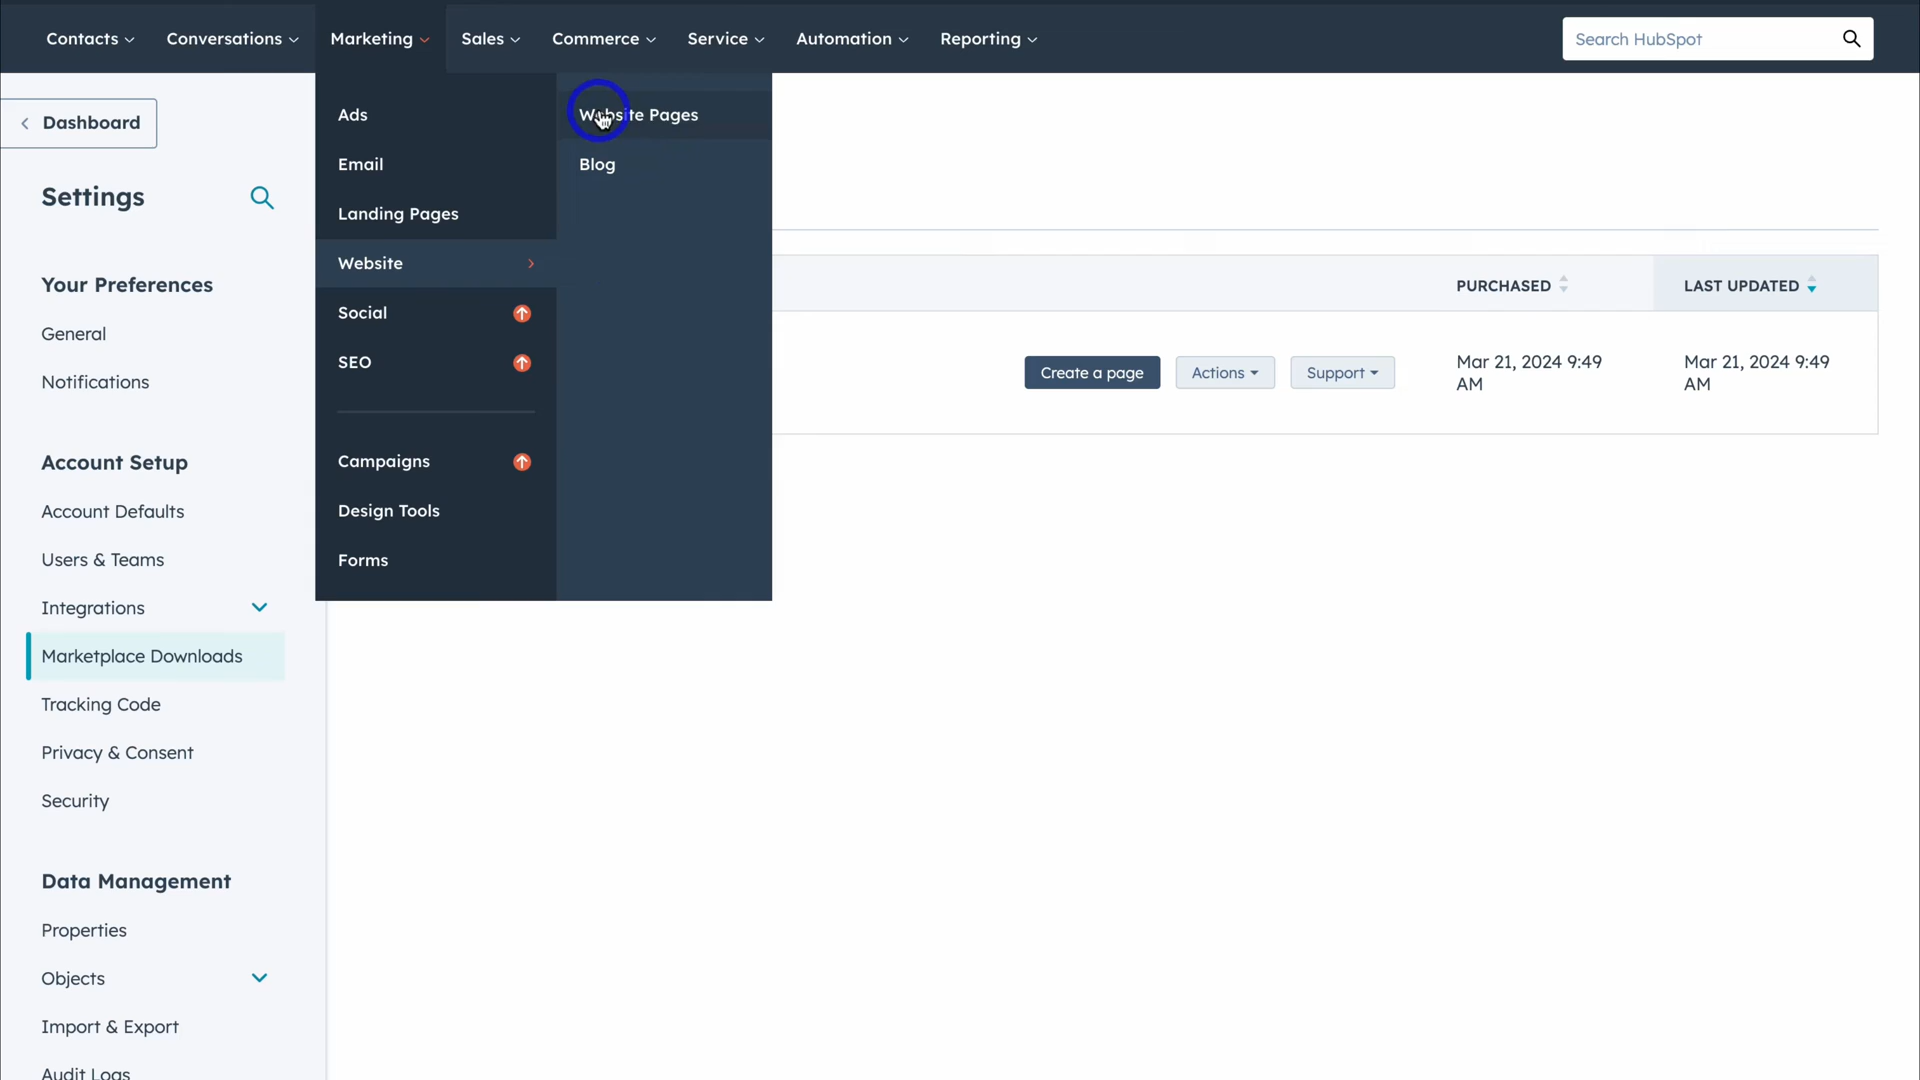 Contacts
Conversations
Marketing
Sales
Commerce
Service
Automation
Reporting
Search HubSpot
Dashboard
Settings
Your Preferences
General
Notifications
Account Setup
Account Defaults
Users & Teams
Integrations
Marketplace Downloads
Tracking Code
Privacy & Consent
Security
Data Management
Properties
Objects
Import & Export
Audit Logs
Ads
Email
Landing Pages
Website
Social
SEO
Campaigns
Design Tools
Forms
Website Pages
Blog
PURCHASED
LAST UPDATED
Create a page
Actions
Support
Mar 21, 2024 9:49
AM
Mar 21, 2024 9:49
AM